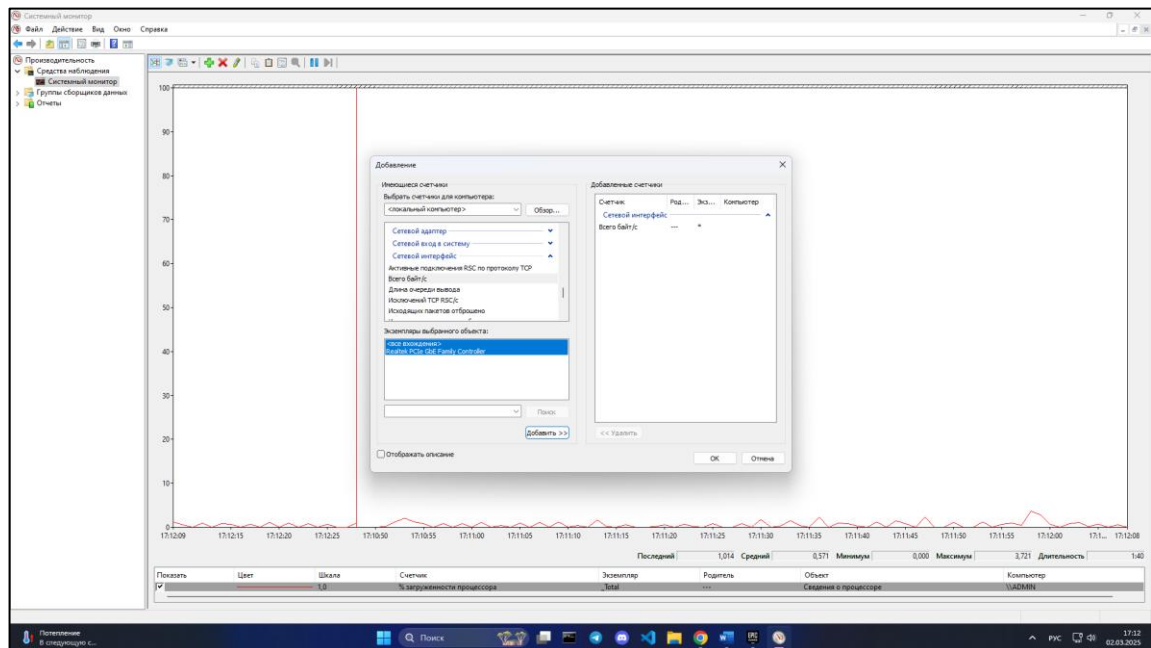 Системный монитор
Файл Действие Вид Окно Справка
Производительность
Средства наблюдения
Системный монитор
Группы сборщиков данных
Отчеты
100
90
80
70
60
50
40
30
20
10
0
Добавление
Имеющиеся счетчики
Выбрать счетчики для компьютера:
<локальный компьютер>
Обзор...
Сетевой адаптер
Сетевой вход в систему
Сетевой интерфейс
Активные подключения RSC по протоколу TCP
Всего байт/с
Длина очереди вывода
Исключений TCP RSC/с
Исходящих пакетов отброшено
Экземпляры выбранного объекта:
<все вхождения>
Realtek PCIe GbE Family Controller
Поиск
Добавить >>
Отображать описание
Добавленные счетчики
Счетчик Род... Экз... Компьютер
Сетевой интерфейс
Всего байт/с --- *
<< Удалить
ОК Отмена
17:12:09 17:12:15 17:12:20 17:12:25 17:10:50 17:10:55 17:11:00 17:11:05 17:11:10 17:11:15 17:11:20 17:11:25 17:11:30 17:11:35 17:11:40 17:11:45 17:11:50 17:11:55 17:12:00 17:1... 17:12:08
Последний 1,014 Средний 0,571 Минимум 0,000 Максимум 3,721 Длительность 1:40
Показать Цвет Шкала Счетчик Экземпляр Родитель Объект Компьютер
1,0 % загруженности процессора _Total --- Сведения о процессоре \\ADMIN
Потепление
В следующую с...
Поиск
EPIC
РУС
17:12
02.03.2025